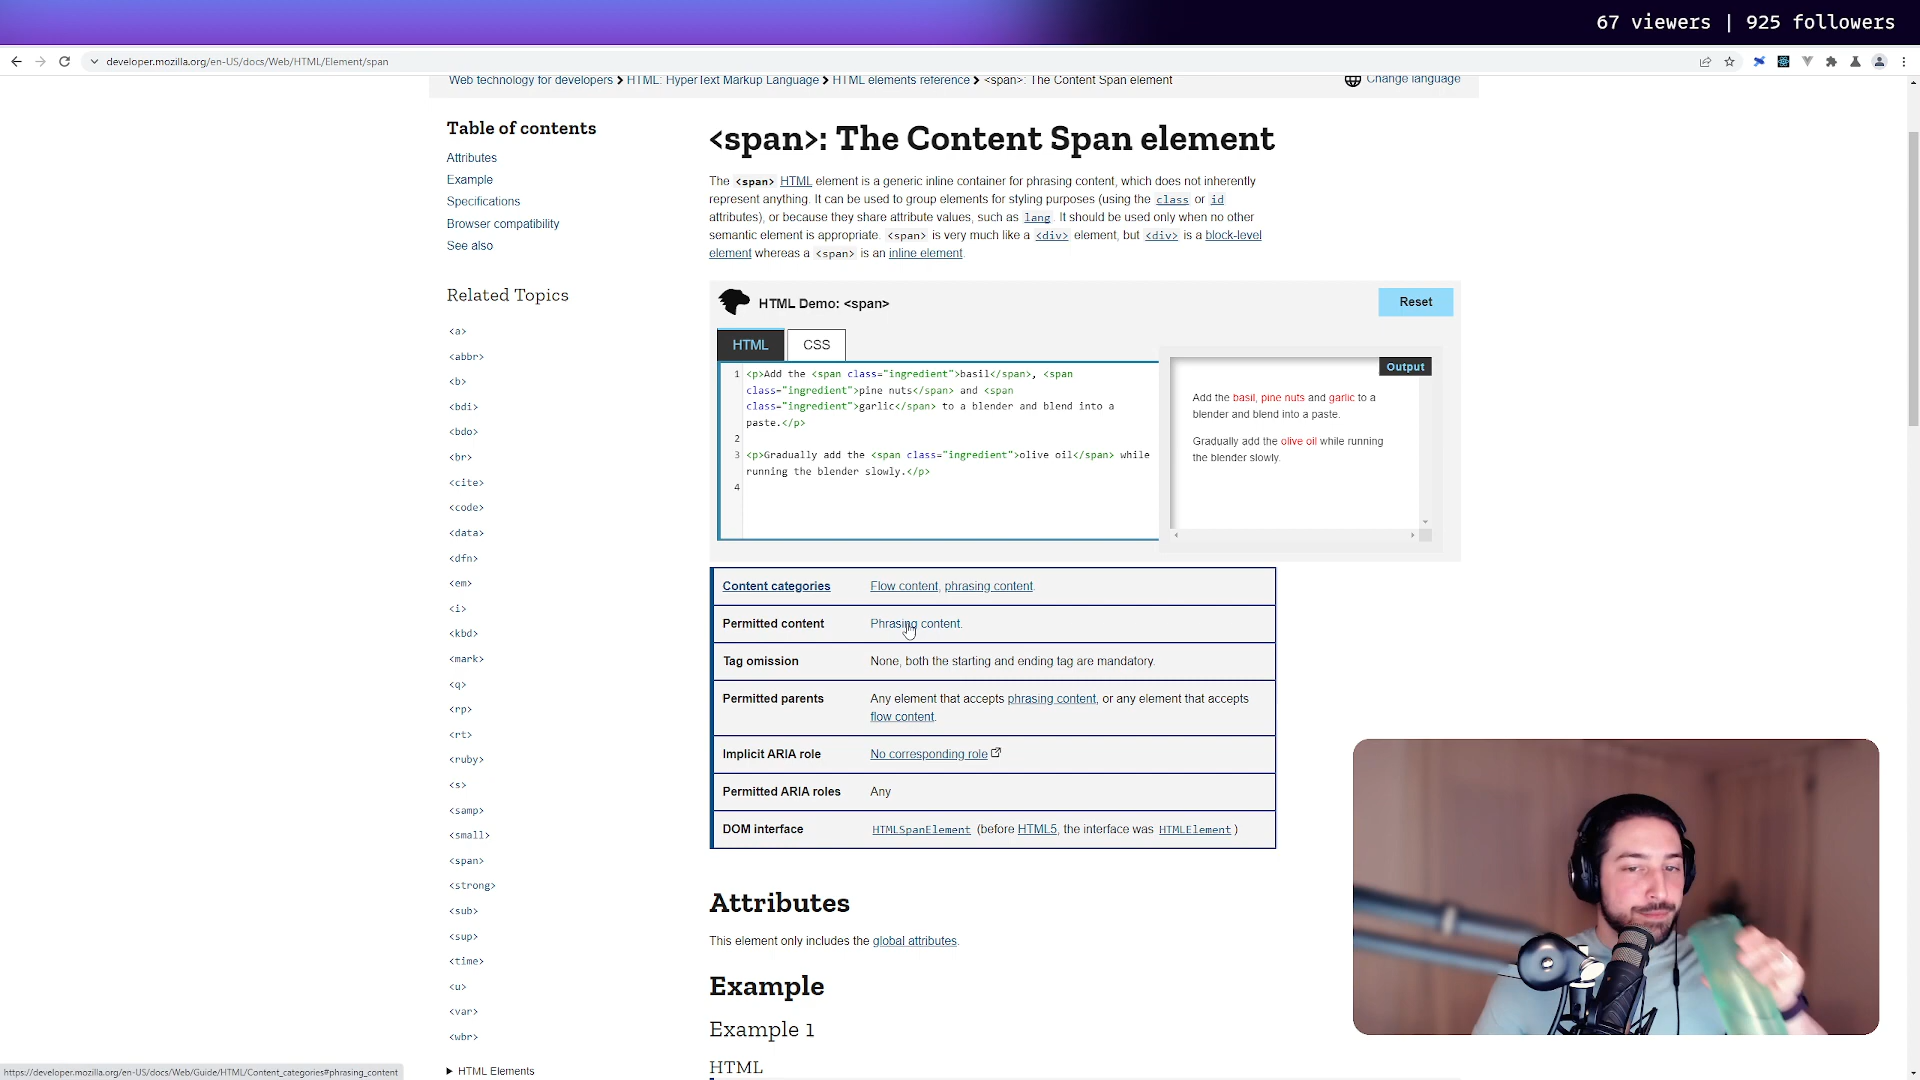 67 viewers | 925 followers
developer.mozilla.org/en-US/docs/Web/HTML/Element/span
Web technology for developers > HTML: HyperText Markup Language > HTML elements reference > <span>: The Content Span element
Change language
Table of contents
Attributes
Example
Specifications
Browser compatibility
See also
Related Topics
<a>
<abbr>
<b>
<bdi>
<bdo>
<br>
<cite>
<code>
<data>
<dfn>
<em>
<i>
<kbd>
<mark>
<q>
<rp>
<rt>
<ruby>
<s>
<samp>
<small>
<span>
<strong>
<sub>
<sup>
<time>
<u>
<var>
<wbr>
HTML Elements
<span>: The Content Span element
The <span> HTML element is a generic inline container for phrasing content, which does not inherently
represent anything. It can be used to group elements for styling purposes (using the class or id
attributes), or because they share attribute values, such as lang. It should be used only when no other
semantic element is appropriate. <span> is very much like a <div> element, but <div> is a block-level
element whereas a <span> is an inline element.
HTML Demo: <span>
Reset
HTML
CSS
1 <p>Add the <span class="ingredient">basil</span>, <span
class="ingredient">pine nuts</span> and <span
class="ingredient">garlic</span> to a blender and blend into a
paste.</p>
2
3 <p>Gradually add the <span class="ingredient">olive oil</span> while
running the blender slowly.</p>
4
Output
Add the basil, pine nuts and garlic to a
blender and blend into a paste.
Gradually add the olive oil while running
the blender slowly.
Content categories Flow content, phrasing content.
Permitted content Phrasing content.
Tag omission None, both the starting and ending tag are mandatory.
Permitted parents Any element that accepts phrasing content, or any element that accepts
flow content.
Implicit ARIA role No corresponding role
Permitted ARIA roles Any
DOM interface HTMLSpanElement (before HTML5, the interface was HTMLElement)
Attributes
This element only includes the global attributes.
Example
Example 1
HTML
https://developer.mozilla.org/en-US/docs/Web/Guide/HTML/Content_categories#phrasing_content